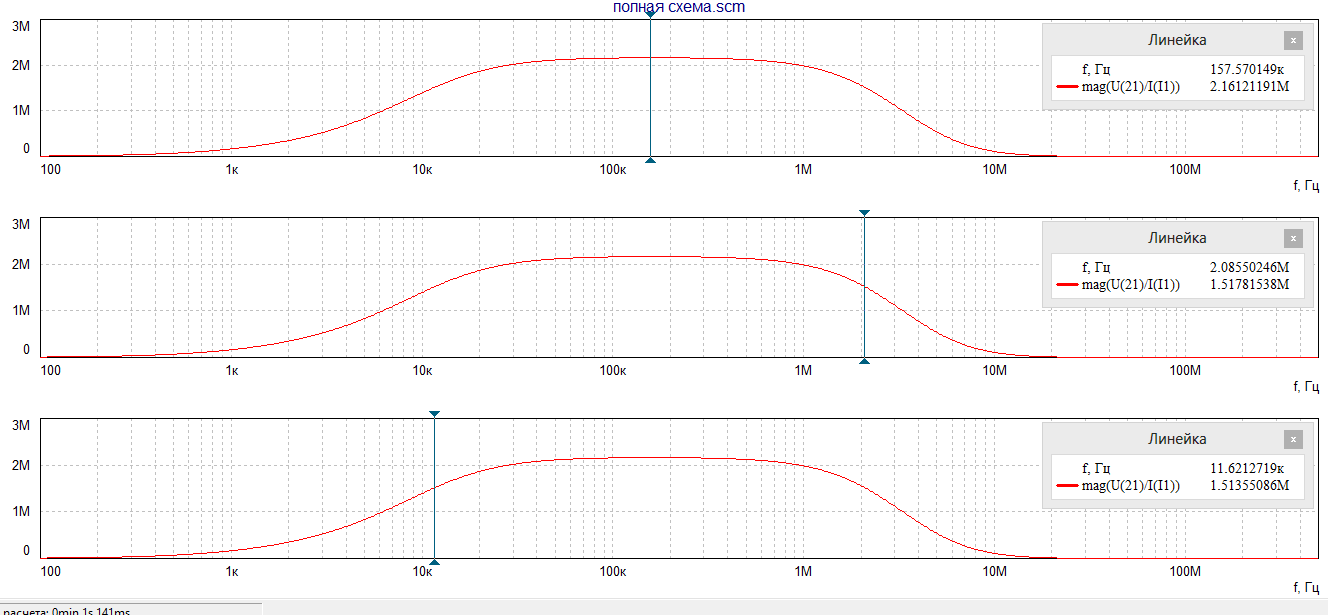 полная схема.scm
3M
2M
1M
0
100 1к 10к 100к 1M 10M 100M
f, Гц
Линейка x
f, Гц 157.570149к
mag(U(21)/I(I1)) 2.16121191M
3M
2M
1M
0
100 1к 10к 100к 1M 10M 100M
f, Гц
Линейка x
f, Гц 2.08550246M
mag(U(21)/I(I1)) 1.51781538M
3M
2M
1M
0
100 1к 10к 100к 1M 10M 100M
f, Гц
Линейка x
f, Гц 11.6212719к
mag(U(21)/I(I1)) 1.51355086M
расчета: 0min 1s 141ms